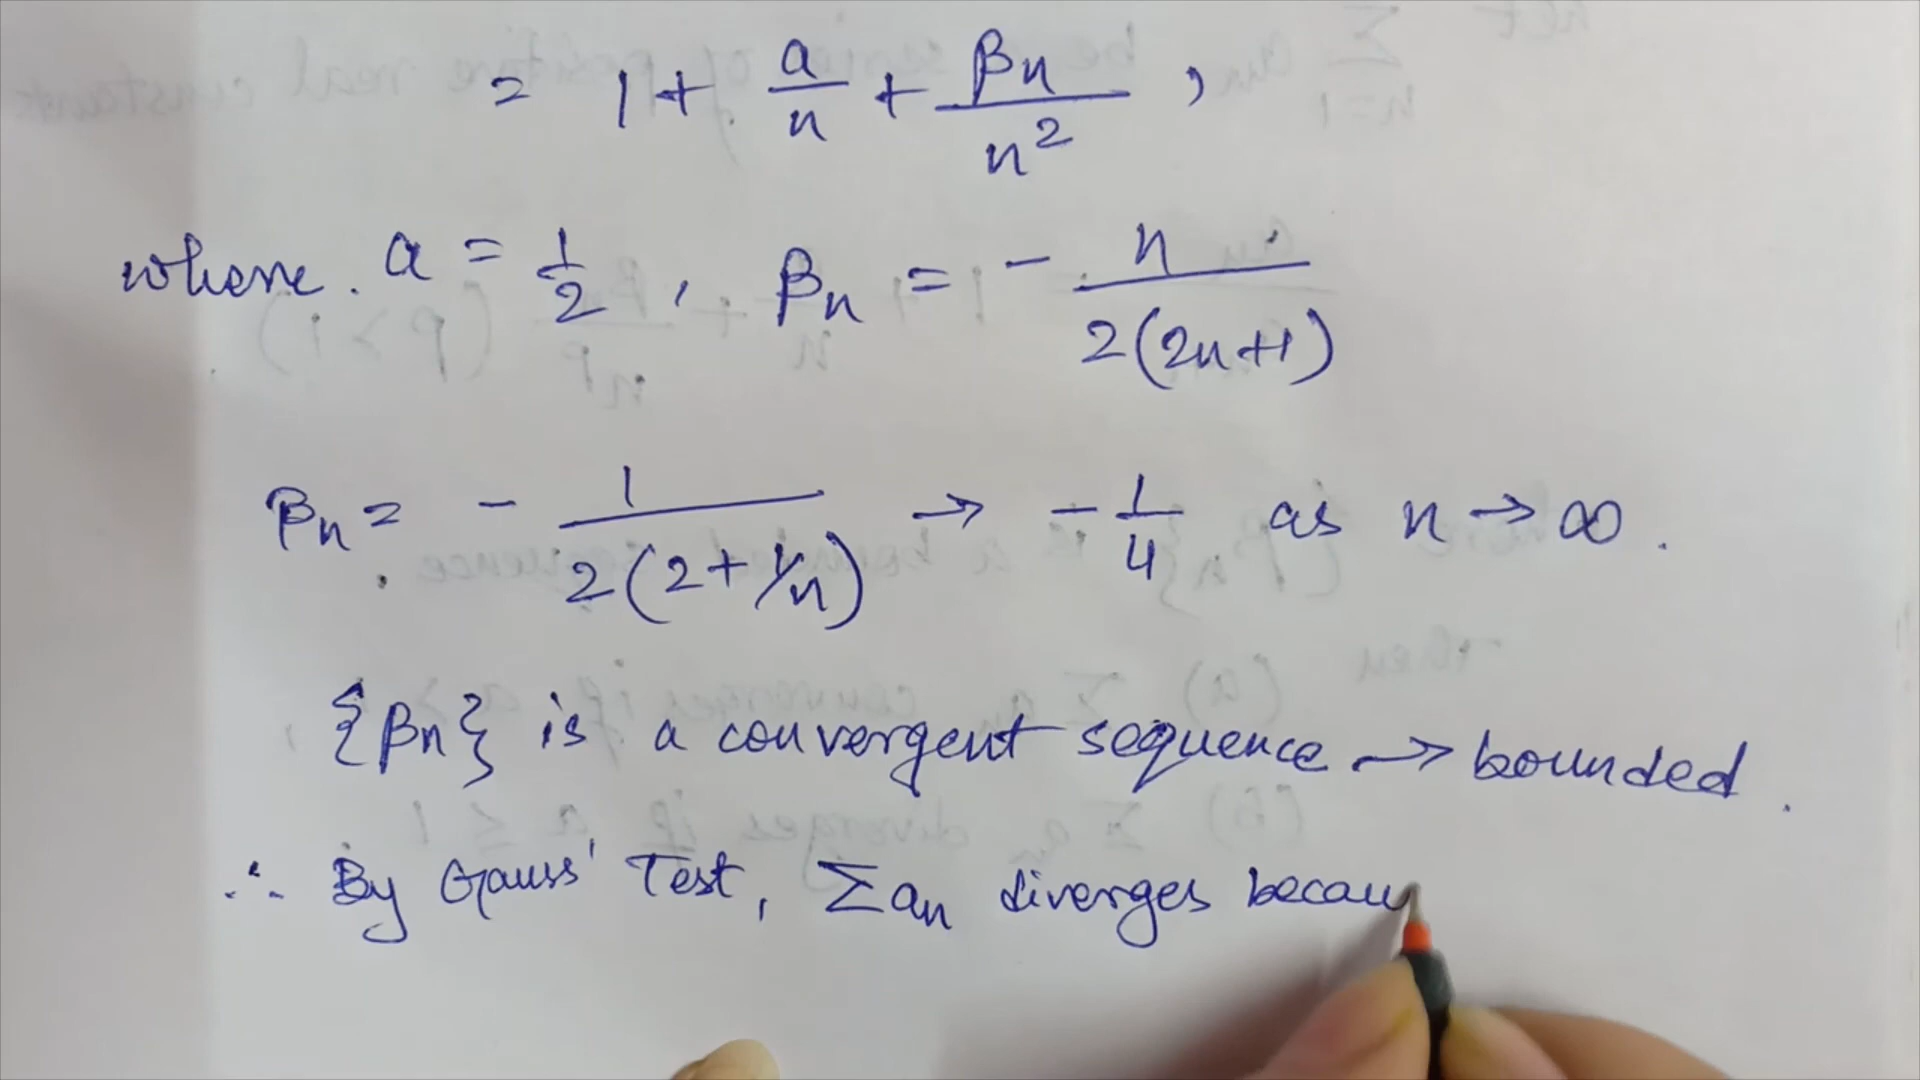 = 1 + a/n + βn/n²,
where. a = 1/2, βn = - n/2(2n+1)
βn = - 1/2(2+1/n) → -1/4 as n → ∞.
{βn} is a convergent sequence → bounded.
∴ By Gauss' Test, Σan diverges becau